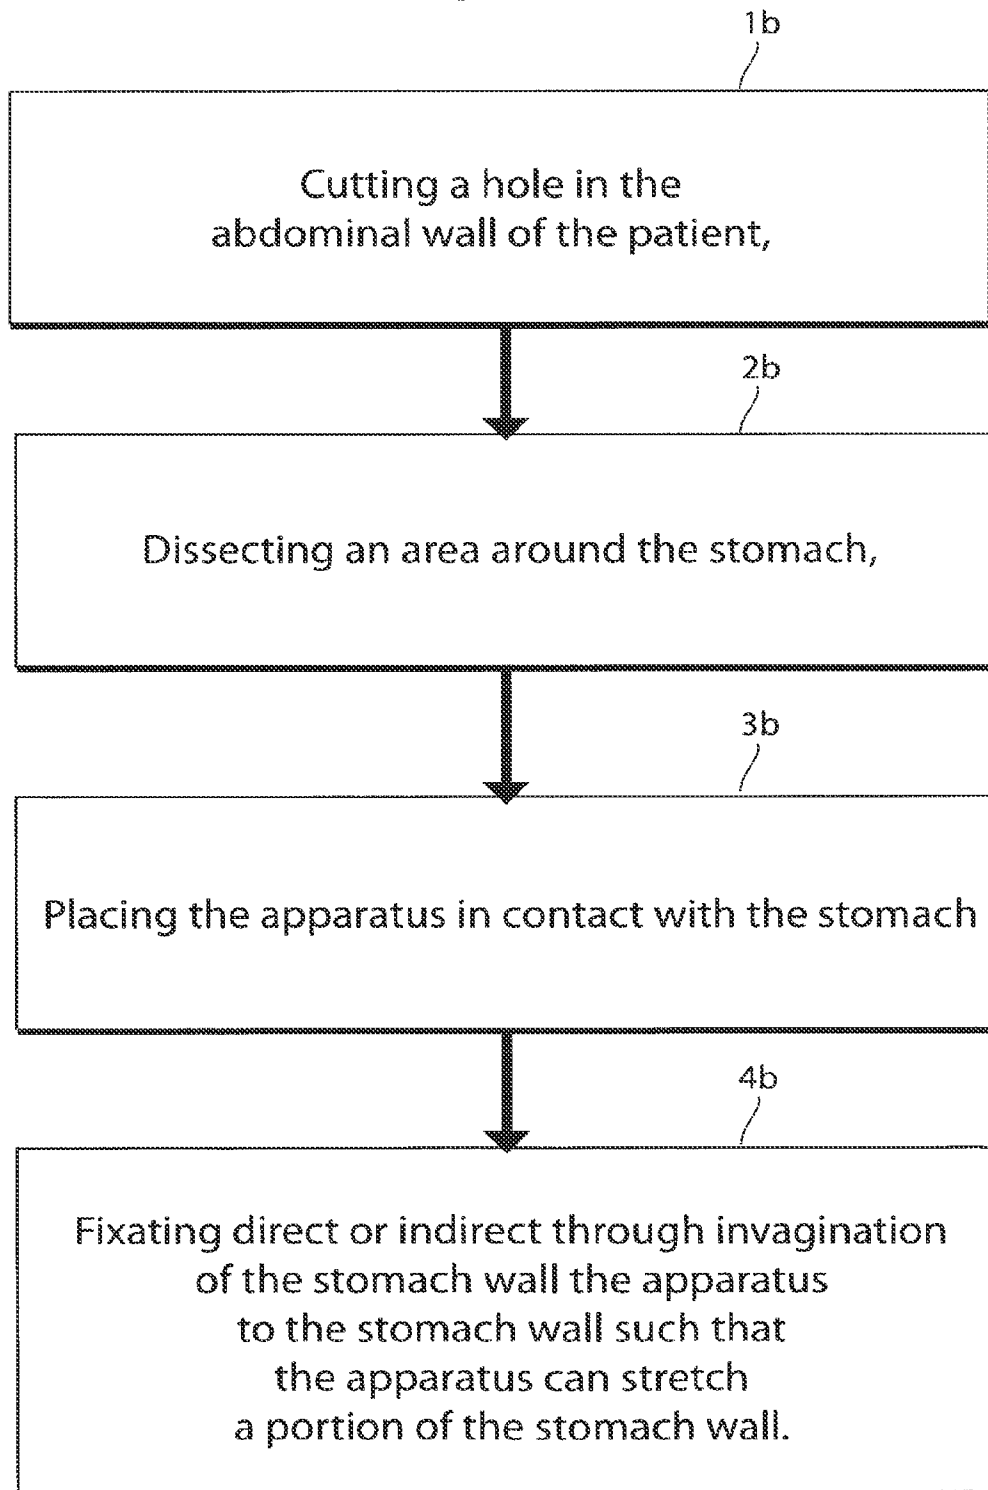 1b
Cutting a hole in the
abdominal wall of the patient,
2b
Dissecting an area around the stomach,
3b
Placing the apparatus in contact with the stomach
4b
Fixating direct or indirect through invagination
of the stomach wall the apparatus
to the stomach wall such that
the apparatus can stretch
a portion of the stomach wall.